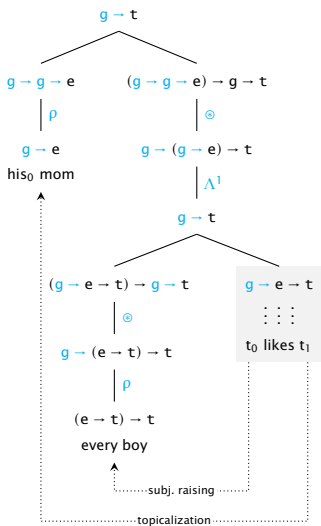 g → t
g → g → e (g → g → e) → g → t
ρ ⊛
g → e g → (g → e) → t
his₀ mom Λ¹
g → t
(g → e → t) → g → t g → e → t
⊛ ⋮ ⋮ ⋮
g → (e → t) → t t₀ likes t₁
ρ
(e → t) → t
every boy
subj. raising
topicalization